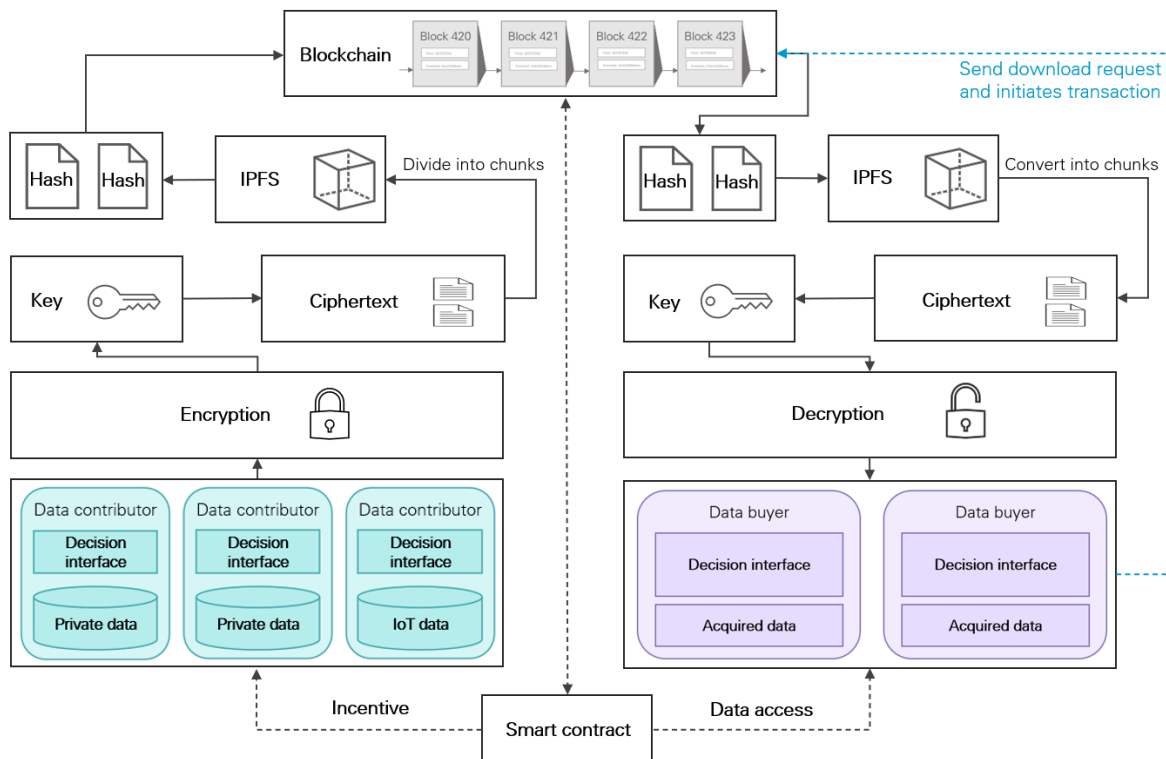 Blockchain
Block 420
Block 421
Block 422
Block 423
Send download request
and initiates transaction
Hash
Hash
IPFS
Divide into chunks
Hash
Hash
IPFS
Convert into chunks
Key
Ciphertext
Key
Ciphertext
Encryption
Decryption
Data contributor
Decision
interface
Private data
Data contributor
Decision
interface
Private data
Data contributor
Decision
interface
IoT data
Data buyer
Decision interface
Acquired data
Data buyer
Decision interface
Acquired data
Incentive
Smart contract
Data access